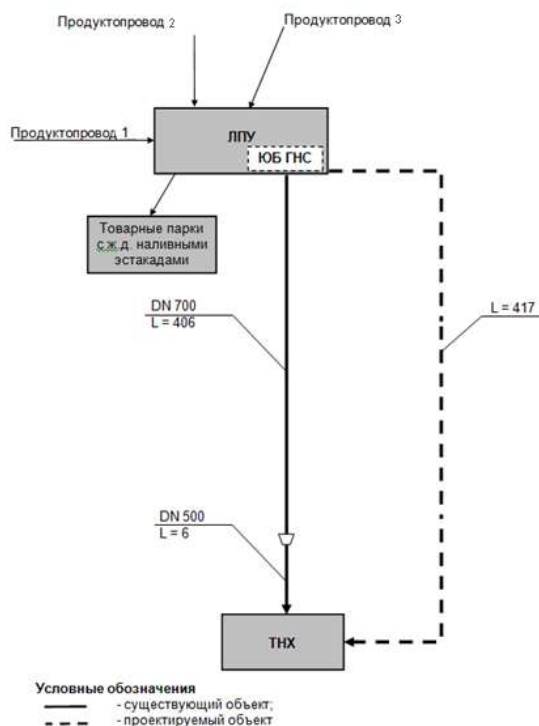 Продуктопровод 2
Продуктопровод 3
Продуктопровод 1
ЛПУ
ЮБ ГНС
Товарные парки
с ж.д. наливными
эстакадами
DN 700
L = 406
L = 417
DN 500
L = 6
ТНХ
Условные обозначения
- существующий объект;
- проектируемый объект